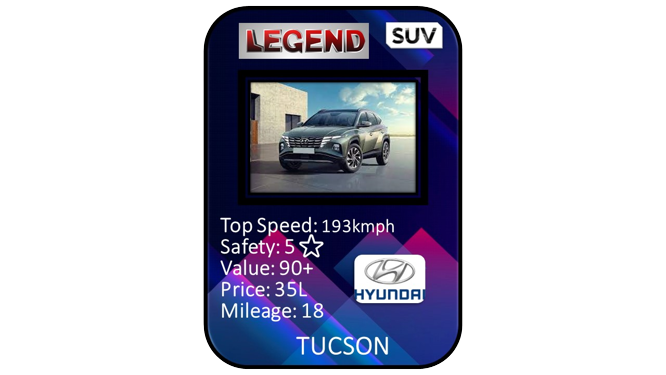 LEGEND
SUV
Top Speed: 193kmph
Safety: 5
Value: 90+
Price: 35L
HYUNDAI
Mileage: 18
TUCSON